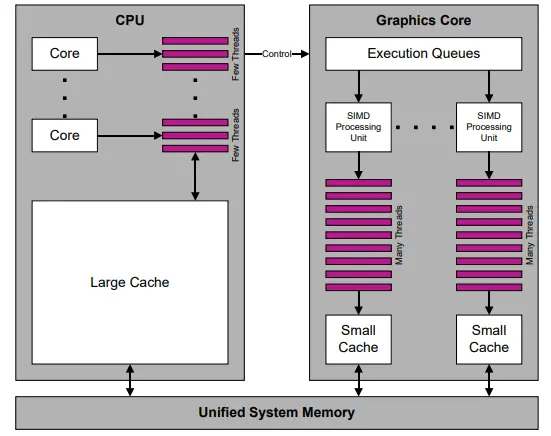 CPU
Graphics Core
Core
Few Threads
Control
Execution Queues
Core
Few Threads
SIMD
Processing
Unit
SIMD
Processing
Unit
Many Threads
Many Threads
Large Cache
Small
Cache
Small
Cache
Unified System Memory